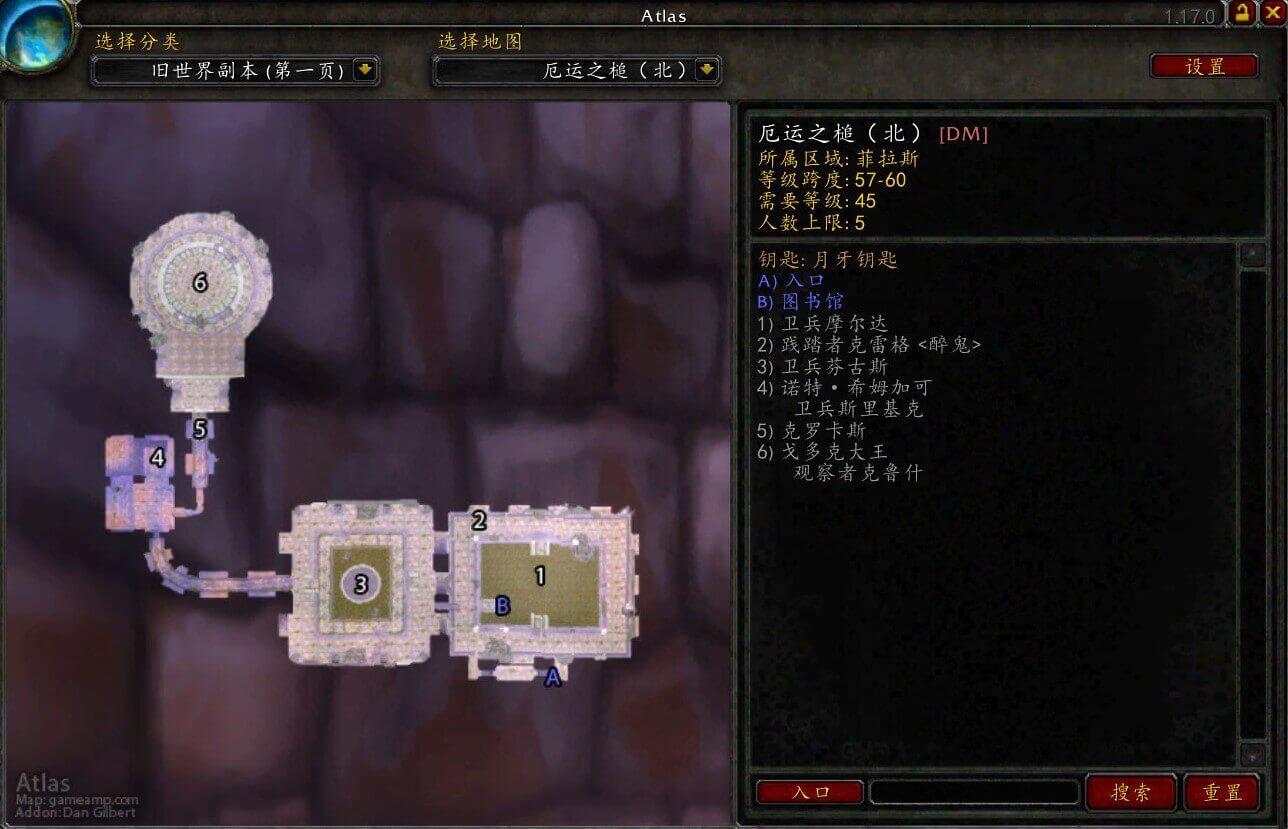 Atlas
1.17.0
选择分类
选择地图
旧世界副本(第一页)
厄运之槌(北)
设置
厄运之槌(北) [DM]
所属区域: 菲拉斯
等级跨度: 57-60
需要等级: 45
人数上限: 5
钥匙: 月牙钥匙
A) 入口
B) 图书馆
1) 卫兵摩尔达
2) 践踏者克雷格 <醉鬼>
3) 卫兵芬古斯
4) 诺特·希姆加可
卫兵斯里基克
5) 克罗卡斯
6) 戈多克大王
观察者克鲁什
6
5
4
2
1
3
B
A
Atlas
Map: gameamp.com
Addon: Dan Gilbert
入口
搜索
重置